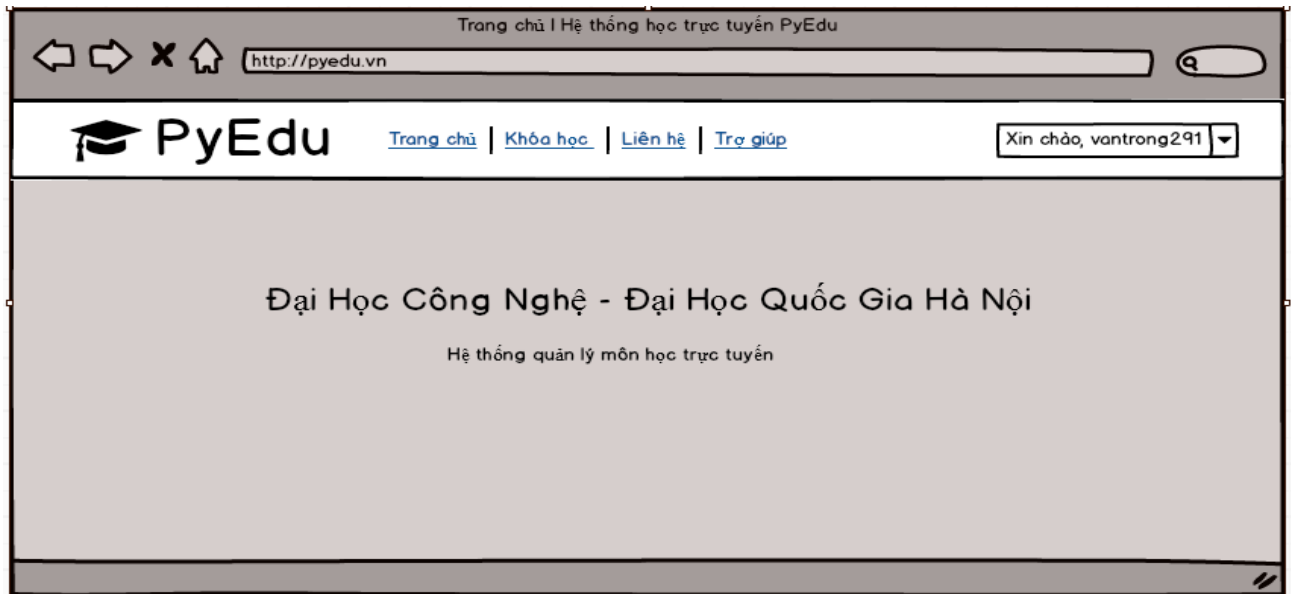 Trang chủ | Hệ thống học trực tuyến PyEdu
http://pyedu.vn
PyEdu
Trang chủ | Khóa học | Liên hệ | Trợ giúp
Xin chào, vantrong291
Đại Học Công Nghệ - Đại Học Quốc Gia Hà Nội
Hệ thống quản lý môn học trực tuyến